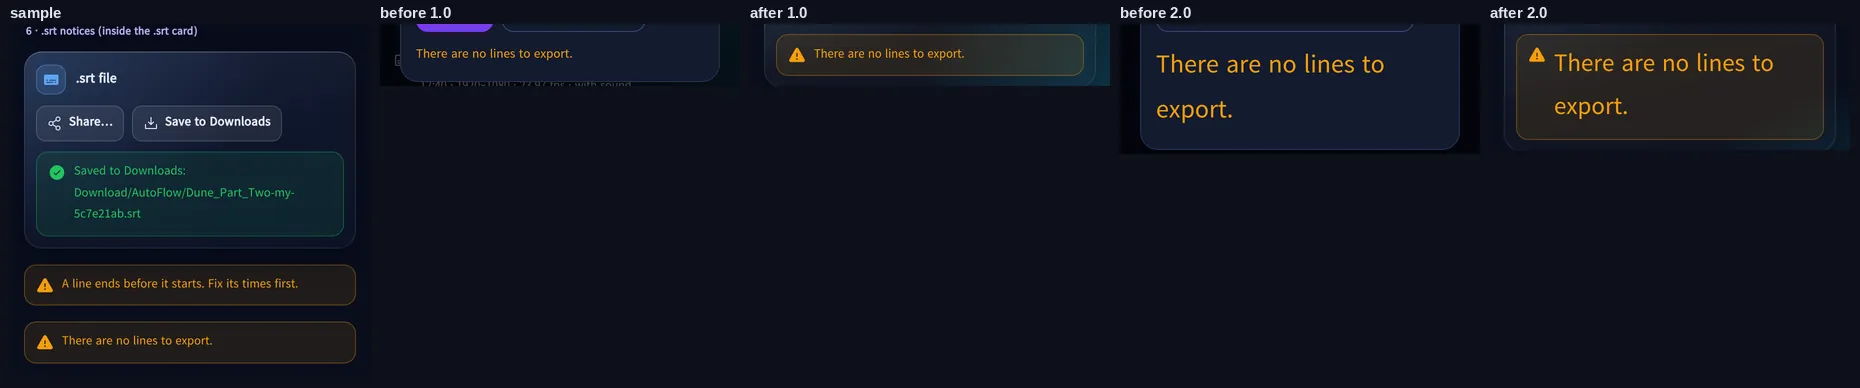 sample
6 · .srt notices (inside the .srt card)
.srt file
Share...
Save to Downloads
Saved to Downloads:
Download/AutoFlow/Dune_Part_Two-my-
5c7e21ab.srt
A line ends before it starts. Fix its times first.
There are no lines to export.
before 1.0
There are no lines to export.
after 1.0
There are no lines to export.
before 2.0
There are no lines to
export.
after 2.0
There are no lines to
export.